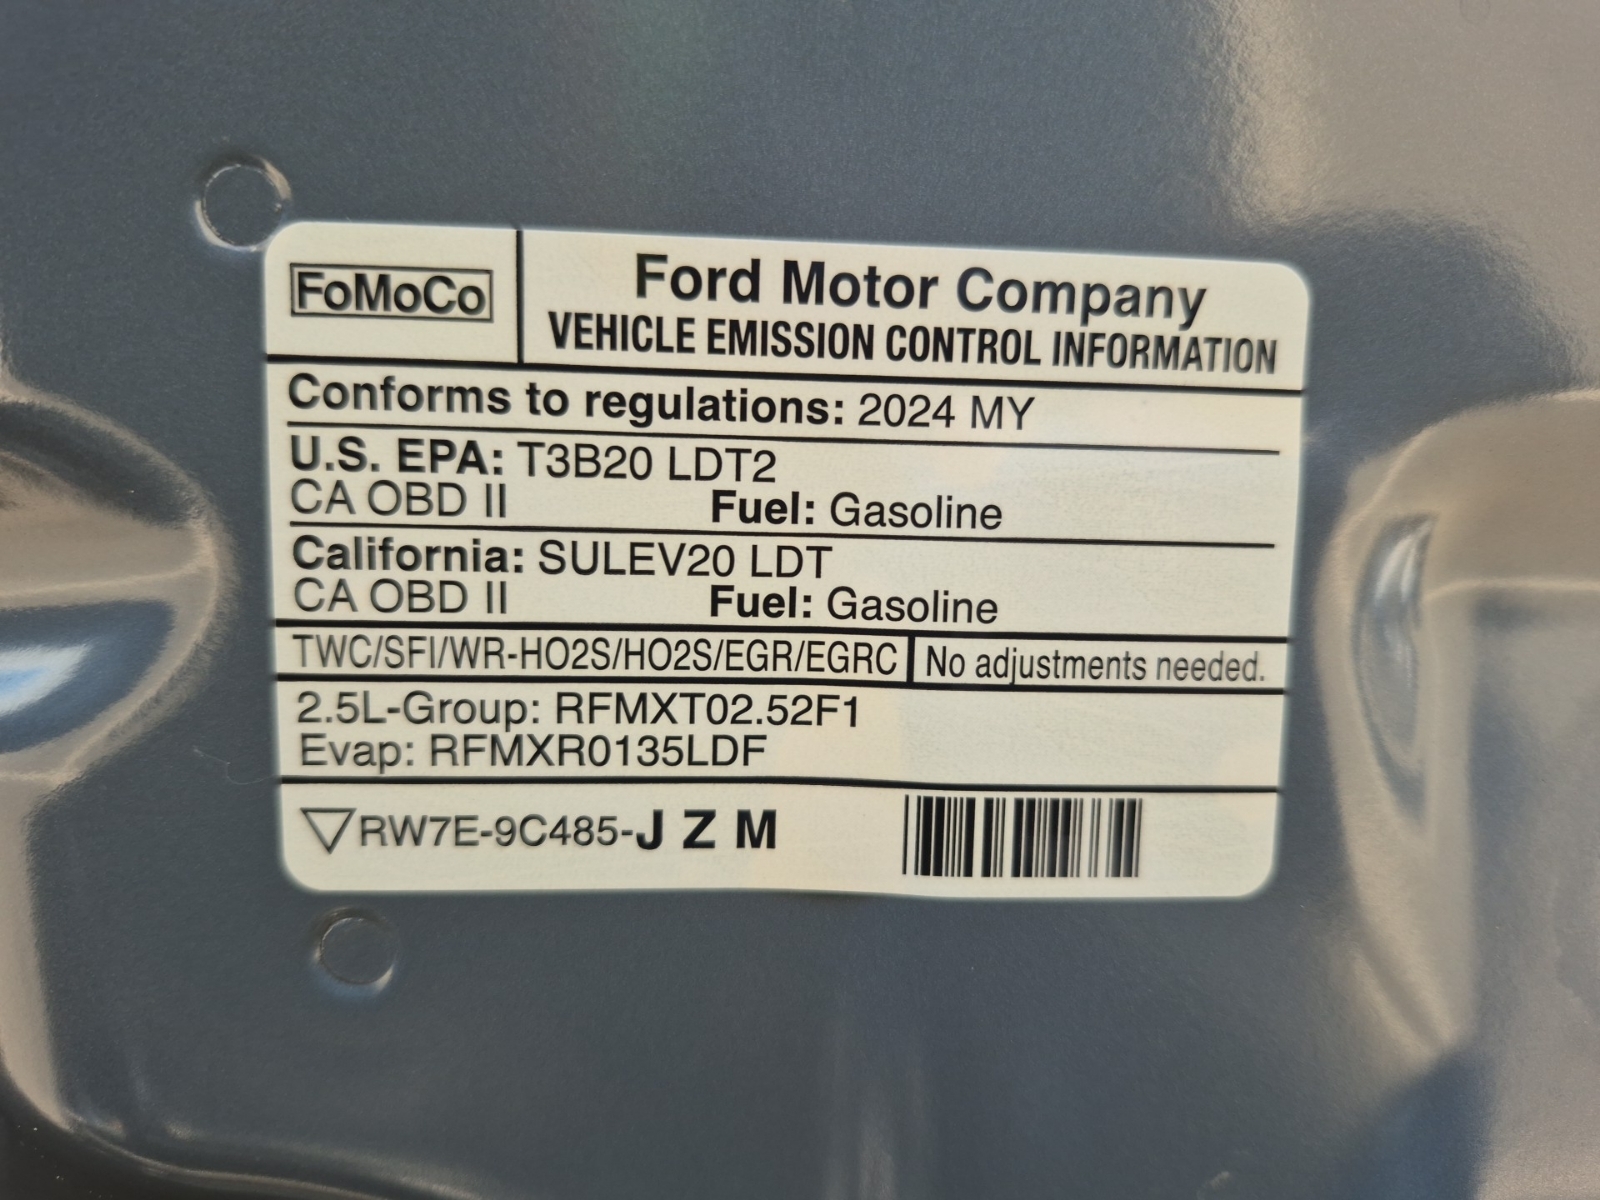 FoMoCo
Ford Motor Company
VEHICLE EMISSION CONTROL INFORMATION
Conforms to regulations: 2024 MY
U.S. EPA: T3B20 LDT2
CA OBD II Fuel: Gasoline
California: SULEV20 LDT
CA OBD II Fuel: Gasoline
TWC/SFI/WR-HO2S/HO2S/EGR/EGRC No adjustments needed.
2.5L-Group: RFMXT02.52F1
Evap: RFMXR0135LDF
▽RW7E-9C485-J Z M